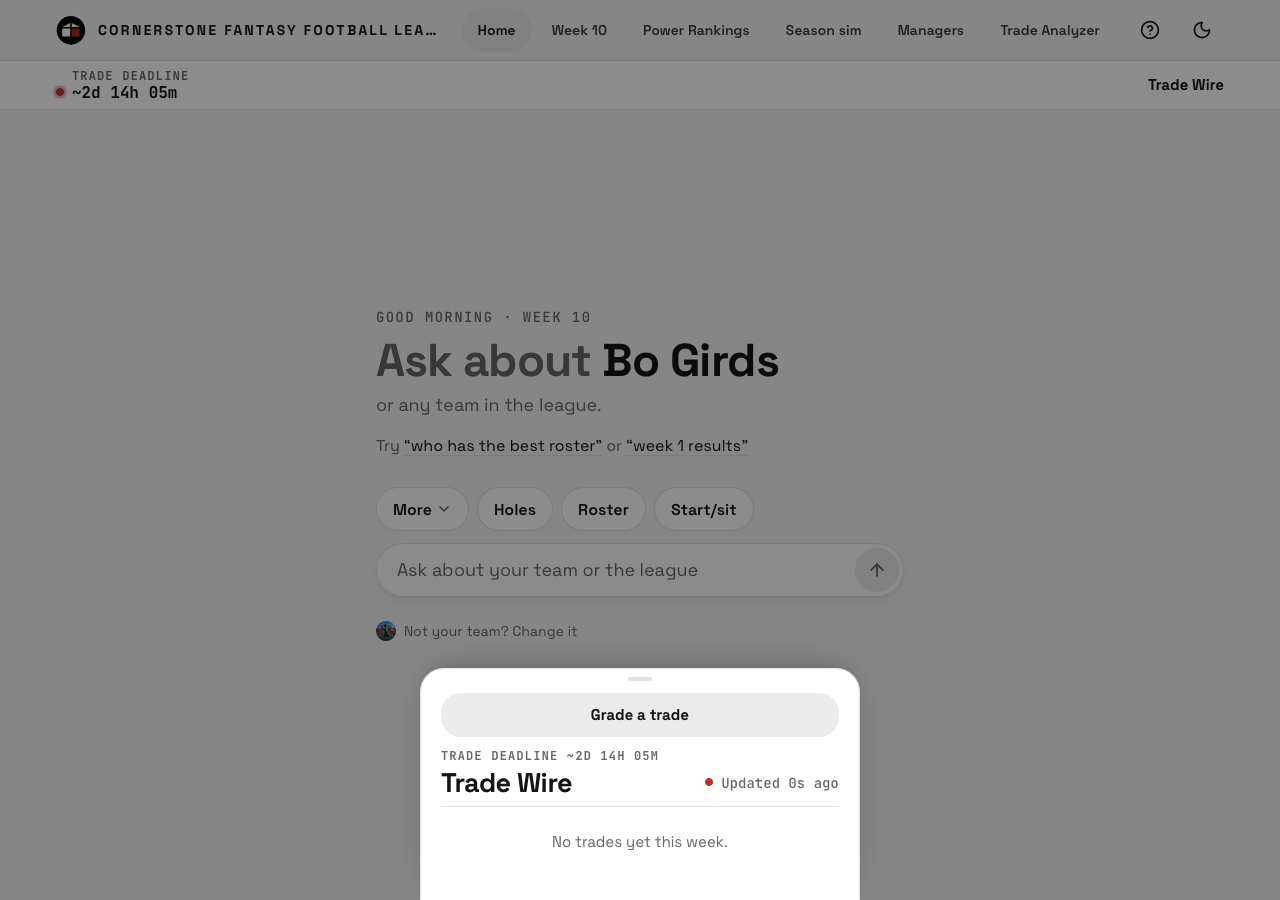 CORNERSTONE FANTASY FOOTBALL LEA…
Home
Week 10
Power Rankings
Season sim
Managers
Trade Analyzer
TRADE DEADLINE
~2d 14h 05m
Trade Wire
GOOD MORNING · WEEK 10
Ask about Bo Girds
or any team in the league.
Try “who has the best roster” or “week 1 results”
More
Holes
Roster
Start/sit
Ask about your team or the league
Not your team? Change it
Grade a trade
TRADE DEADLINE ~2D 14H 05M
Trade Wire
Updated 0s ago
No trades yet this week.